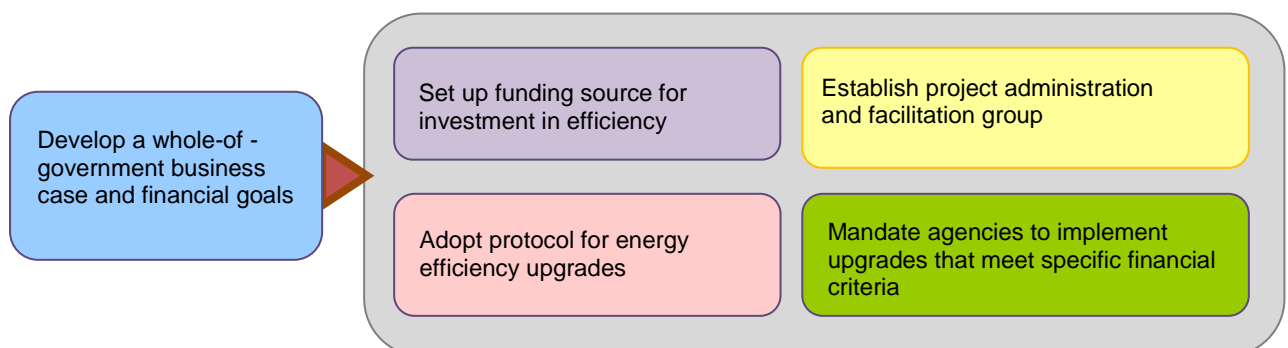 Develop a whole-of -
government business
case and financial goals
Set up funding source for
investment in efficiency
Establish project administration
and facilitation group
Adopt protocol for energy
efficiency upgrades
Mandate agencies to implement
upgrades that meet specific financial
criteria